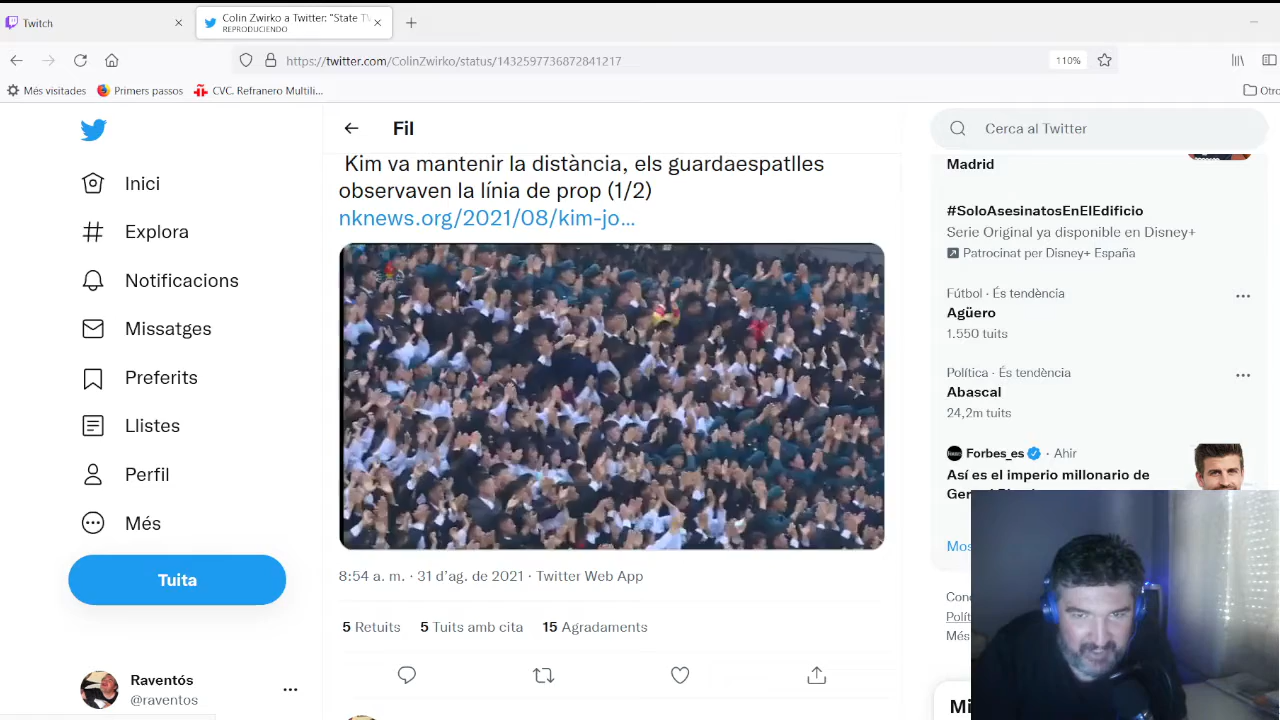 Twitch
Colin Zwirko a Twitter: "State T
REPRODUCIENDO
https://twitter.com/ColinZwirko/status/1432597736872841217
110%
Més visitades
Primers passos
CVC. Refranero Multili...
Otro
Fil
Cerca al Twitter
Inici
Explora
Notificacions
Missatges
Preferits
Llistes
Perfil
Més
Tuita
Raventós
@raventos
Kim va mantenir la distància, els guardaespatlles
observaven la línia de prop (1/2)
nknews.org/2021/08/kim-jo...
8:54 a. m. · 31 d’ag. de 2021 · Twitter Web App
5 Retuits 5 Tuits amb cita 15 Agradaments
Madrid
#SoloAsesinatosEnElEdificio
Serie Original ya disponible en Disney+
Patrocinat per Disney+ España
Fútbol · És tendència
Agüero
1.550 tuits
Política · És tendència
Abascal
24,2m tuits
Forbes_es · Ahir
Así es el imperio millonario de
Mos
Conc
Polít
Més
Mi